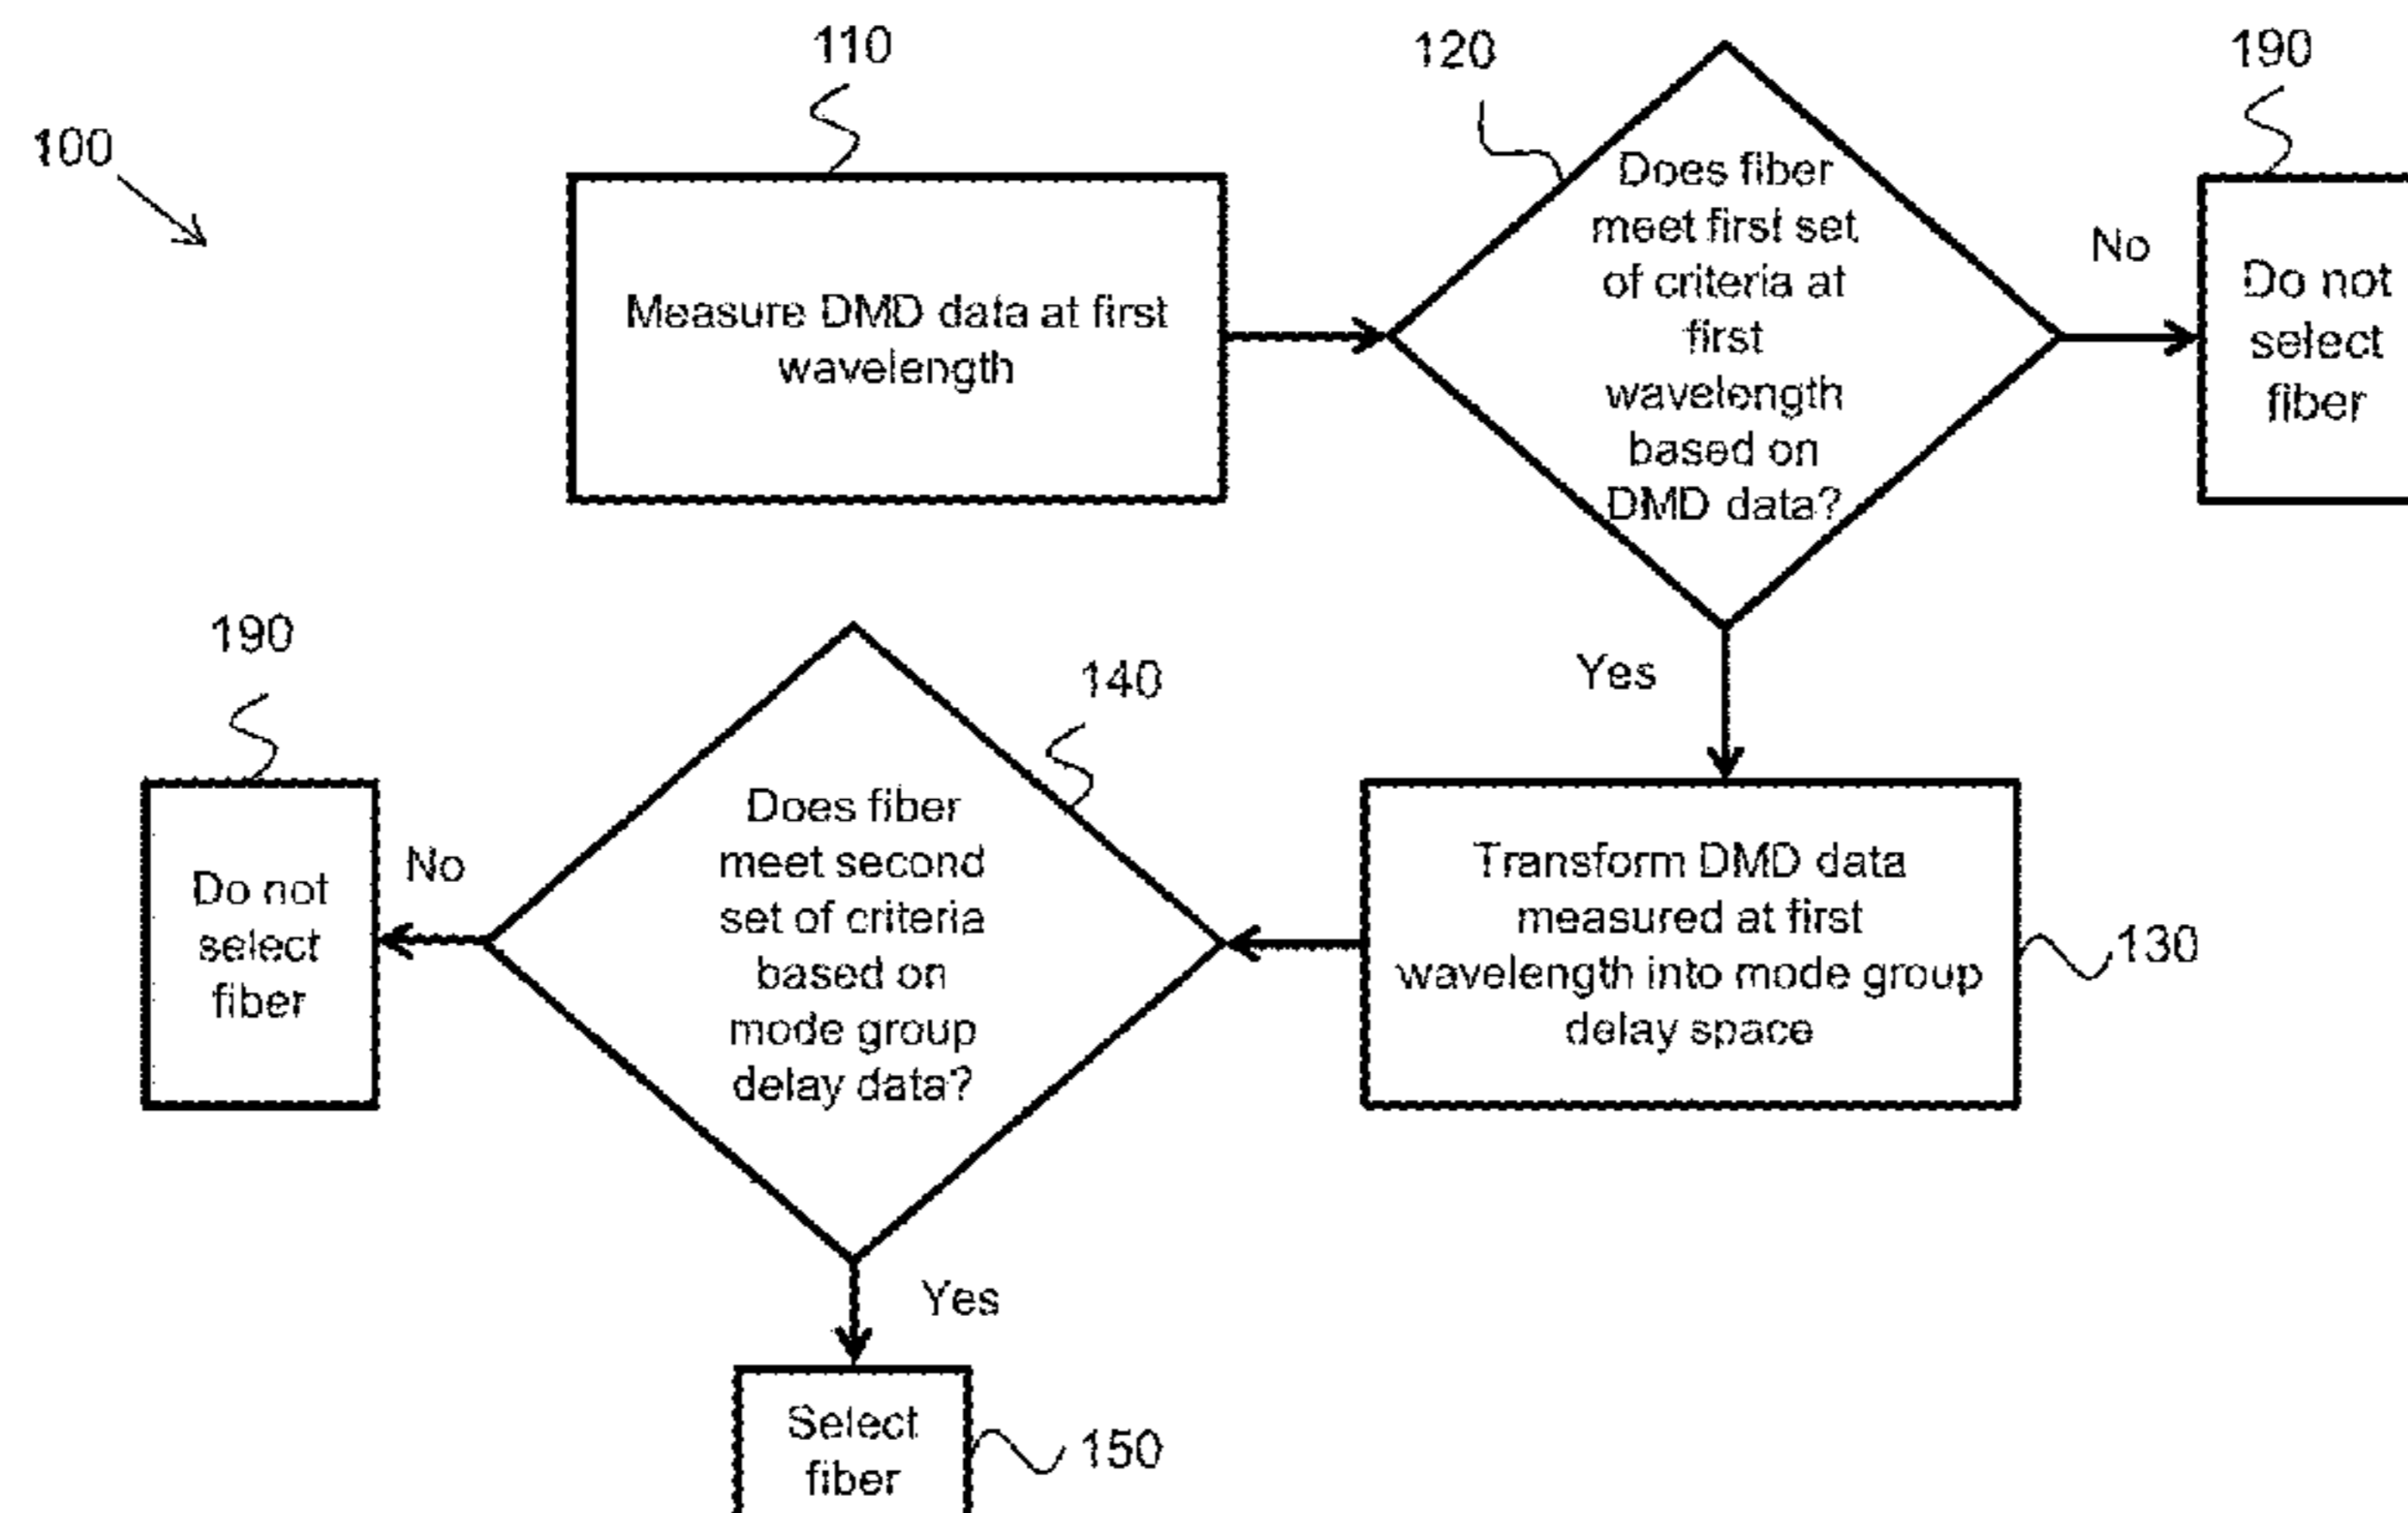 100
110
Measure DMD data at first
wavelength
120
Does fiber
meet first set
of criteria at
first
wavelength
based on
DMD data?
No
190
Do not
select
fiber
Yes
130
Transform DMD data
measured at first
wavelength into mode group
delay space
140
Does fiber
meet second
set of criteria
based on
mode group
delay data?
No
190
Do not
select
fiber
Yes
150
Select
fiber